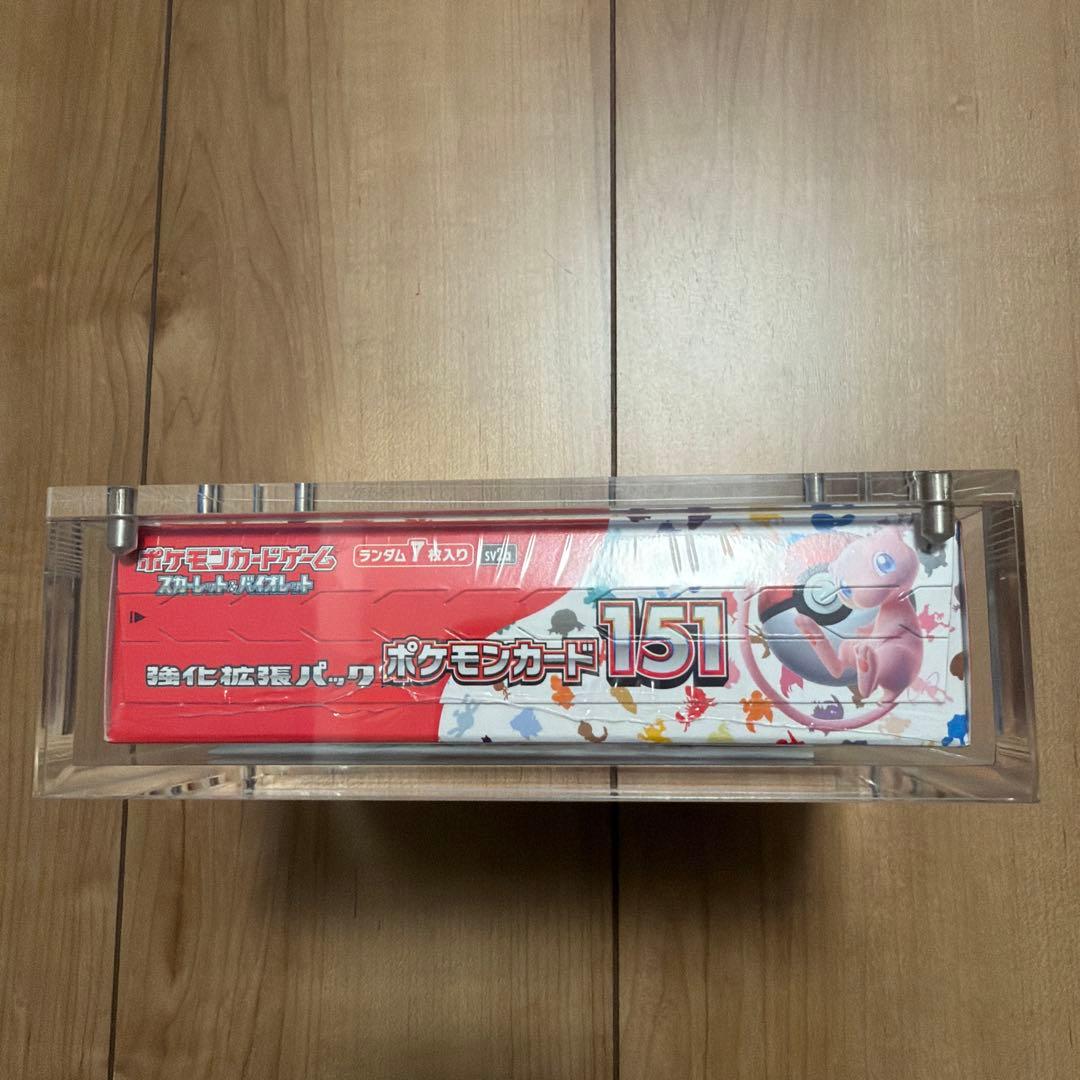 ポケモンカードゲーム
スカーレット&バイオレット
ランダム7枚入り
sv2a
強化拡張パック
ポケモンカード151